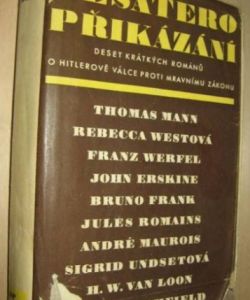 DESATERO
PŘIKÁZÁNÍ
DESET KRÁTKÝCH ROMÁNŮ
O HITLEROVĚ VÁLCE PROTI MRAVNÍMU ZÁKONU
THOMAS MANN
REBECCA WESTOVÁ
FRANZ WERFEL
JOHN ERSKINE
BRUNO FRANK
JULES ROMAINS
ANDRÉ MAUROIS
SIGRID UNDSETOVÁ
H. W. VAN LOON